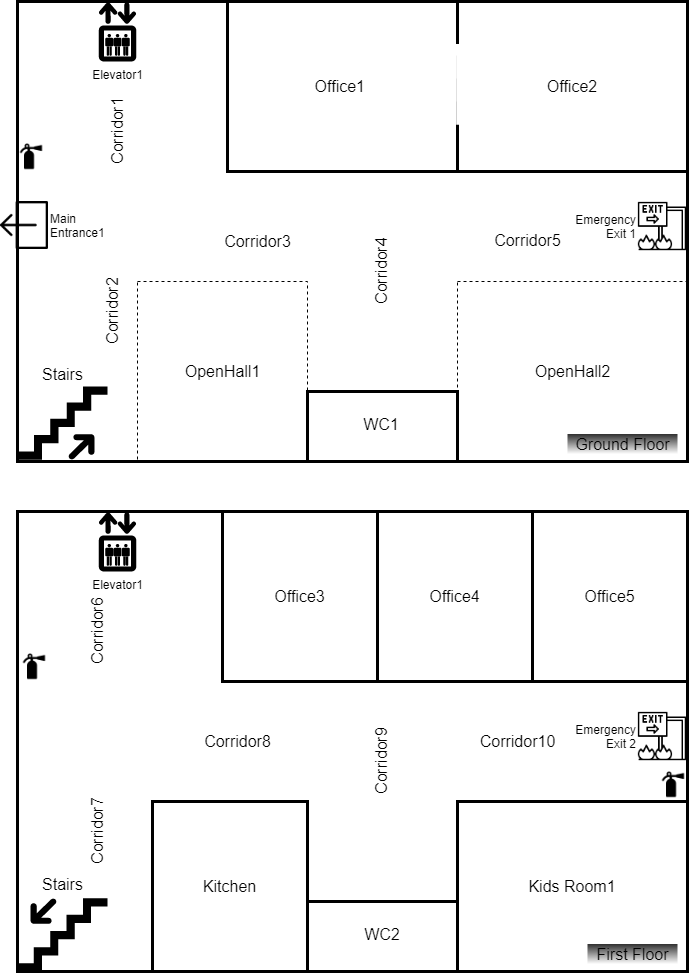 Elevator1
Corridor1
Office1
Office2
Main
Entrance1
Corridor3
Corridor4
Corridor5
EXIT
Emergency
Exit 1
Corridor2
Stairs
OpenHall1
OpenHall2
WC1
Ground Floor
Elevator1
Corridor6
Office3
Office4
Office5
Corridor8
Corridor9
Corridor10
EXIT
Emergency
Exit 2
Corridor7
Stairs
Kitchen
Kids Room1
WC2
First Floor